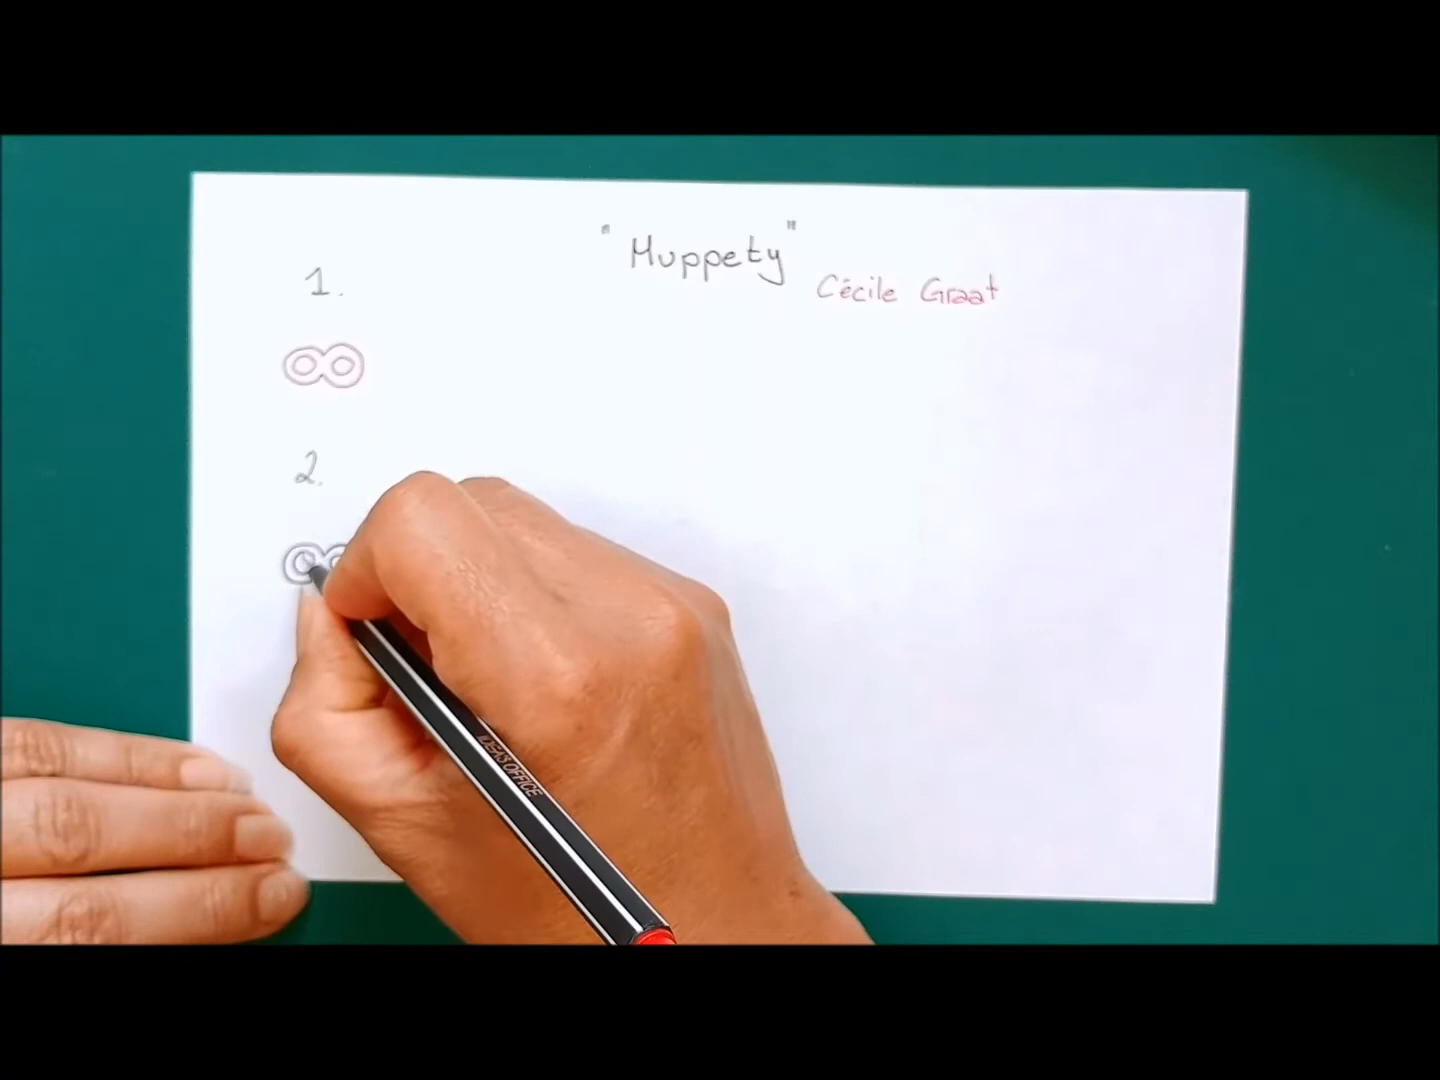 "Muppety"
Cécile Graat
1.
2.
IDEAS OFFICE